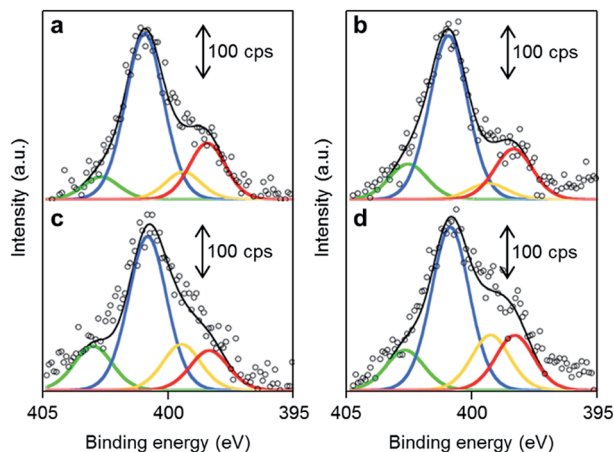 a
100 cps
b
100 cps
Intensity (a.u.)
c
100 cps
d
100 cps
Intensity (a.u.)
405 400 395
405 400 395
Binding energy (eV)
Binding energy (eV)